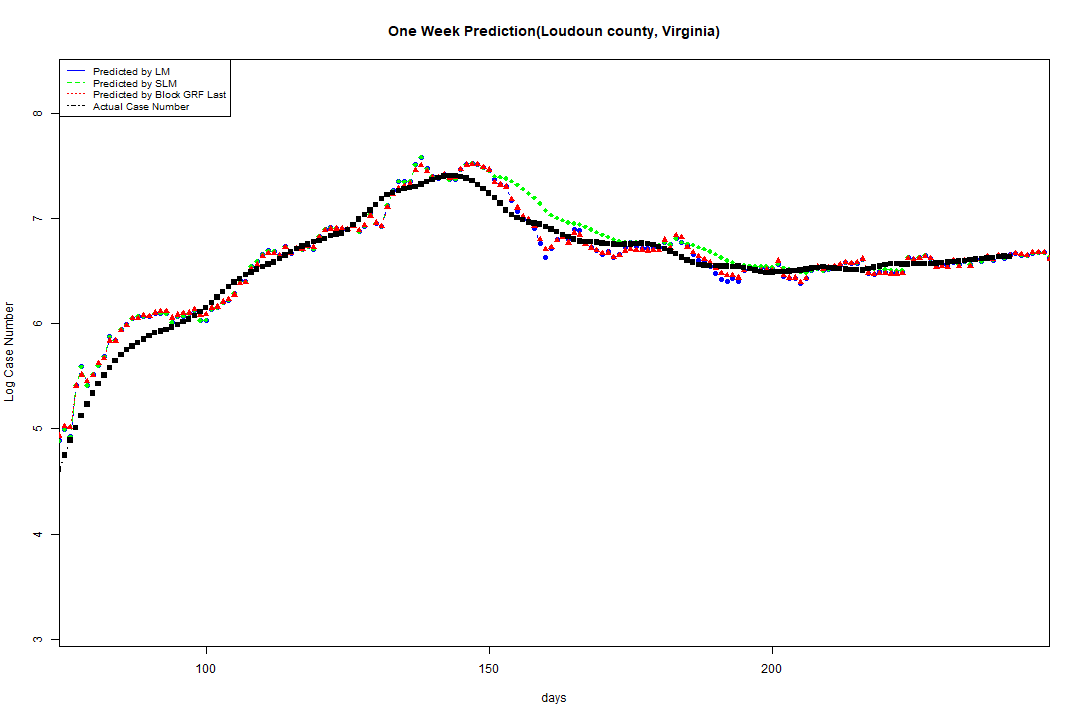 One Week Prediction(Loudoun county, Virginia)
Predicted by LM
Predicted by SLM
Predicted by Block GRF Last
Actual Case Number
8
7
6
5
4
3
Log Case Number
100 150 200
days